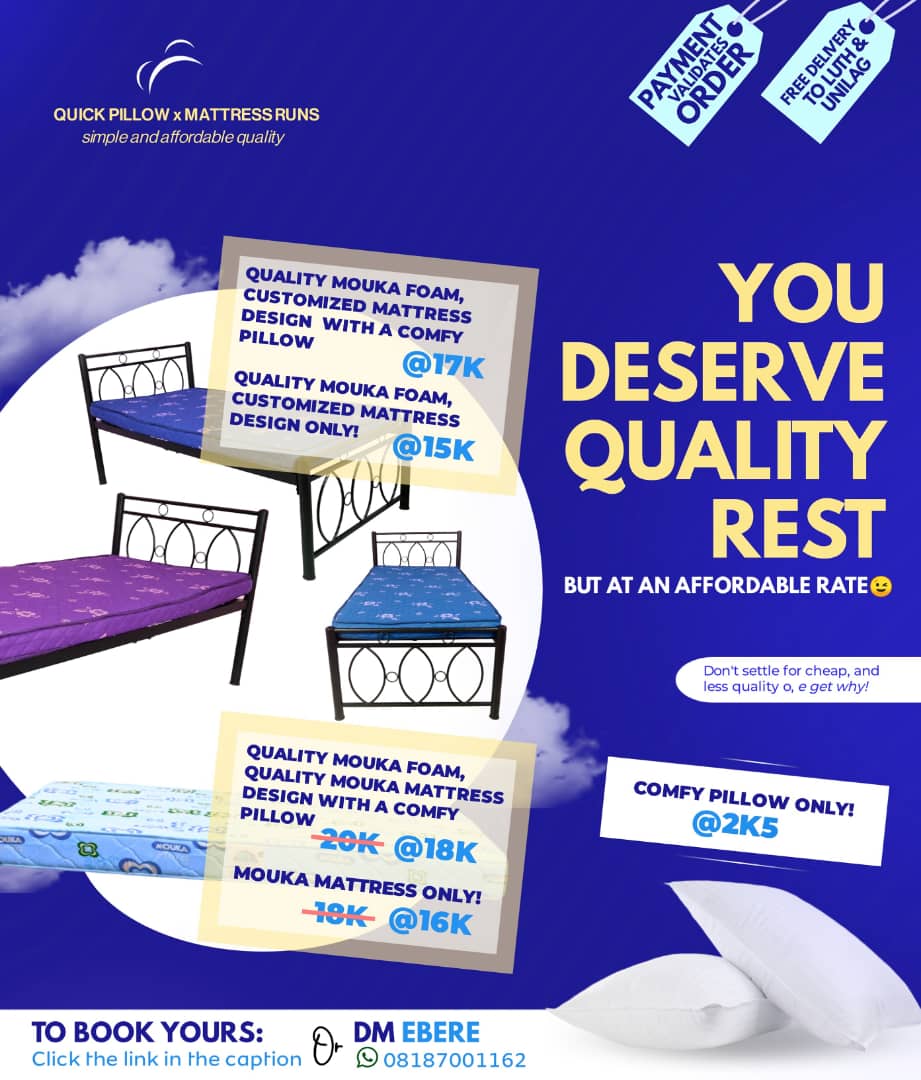 QUICK PILLOW x MATTRESS RUNS
simple and affordable quality
PAYMENT
VALIDATES
ORDER
FREE DELIVERY
TO LUTH &
UNILAG
QUALITY MOUKA FOAM,
CUSTOMIZED MATTRESS
DESIGN WITH A COMFY
PILLOW
@17K
QUALITY MOUKA FOAM,
CUSTOMIZED MATTRESS
DESIGN ONLY!
@15K
YOU
DESERVE
QUALITY
REST
BUT AT AN AFFORDABLE RATE😉
Don't settle for cheap, and
less quality o, e get why!
QUALITY MOUKA FOAM,
QUALITY MOUKA MATTRESS
DESIGN WITH A COMFY
PILLOW
20K @18K
MOUKA MATTRESS ONLY!
18K @16K
MOUKA
COMFY PILLOW ONLY!
@2K5
TO BOOK YOURS:
Click the link in the caption
Or
DM EBERE
08187001162